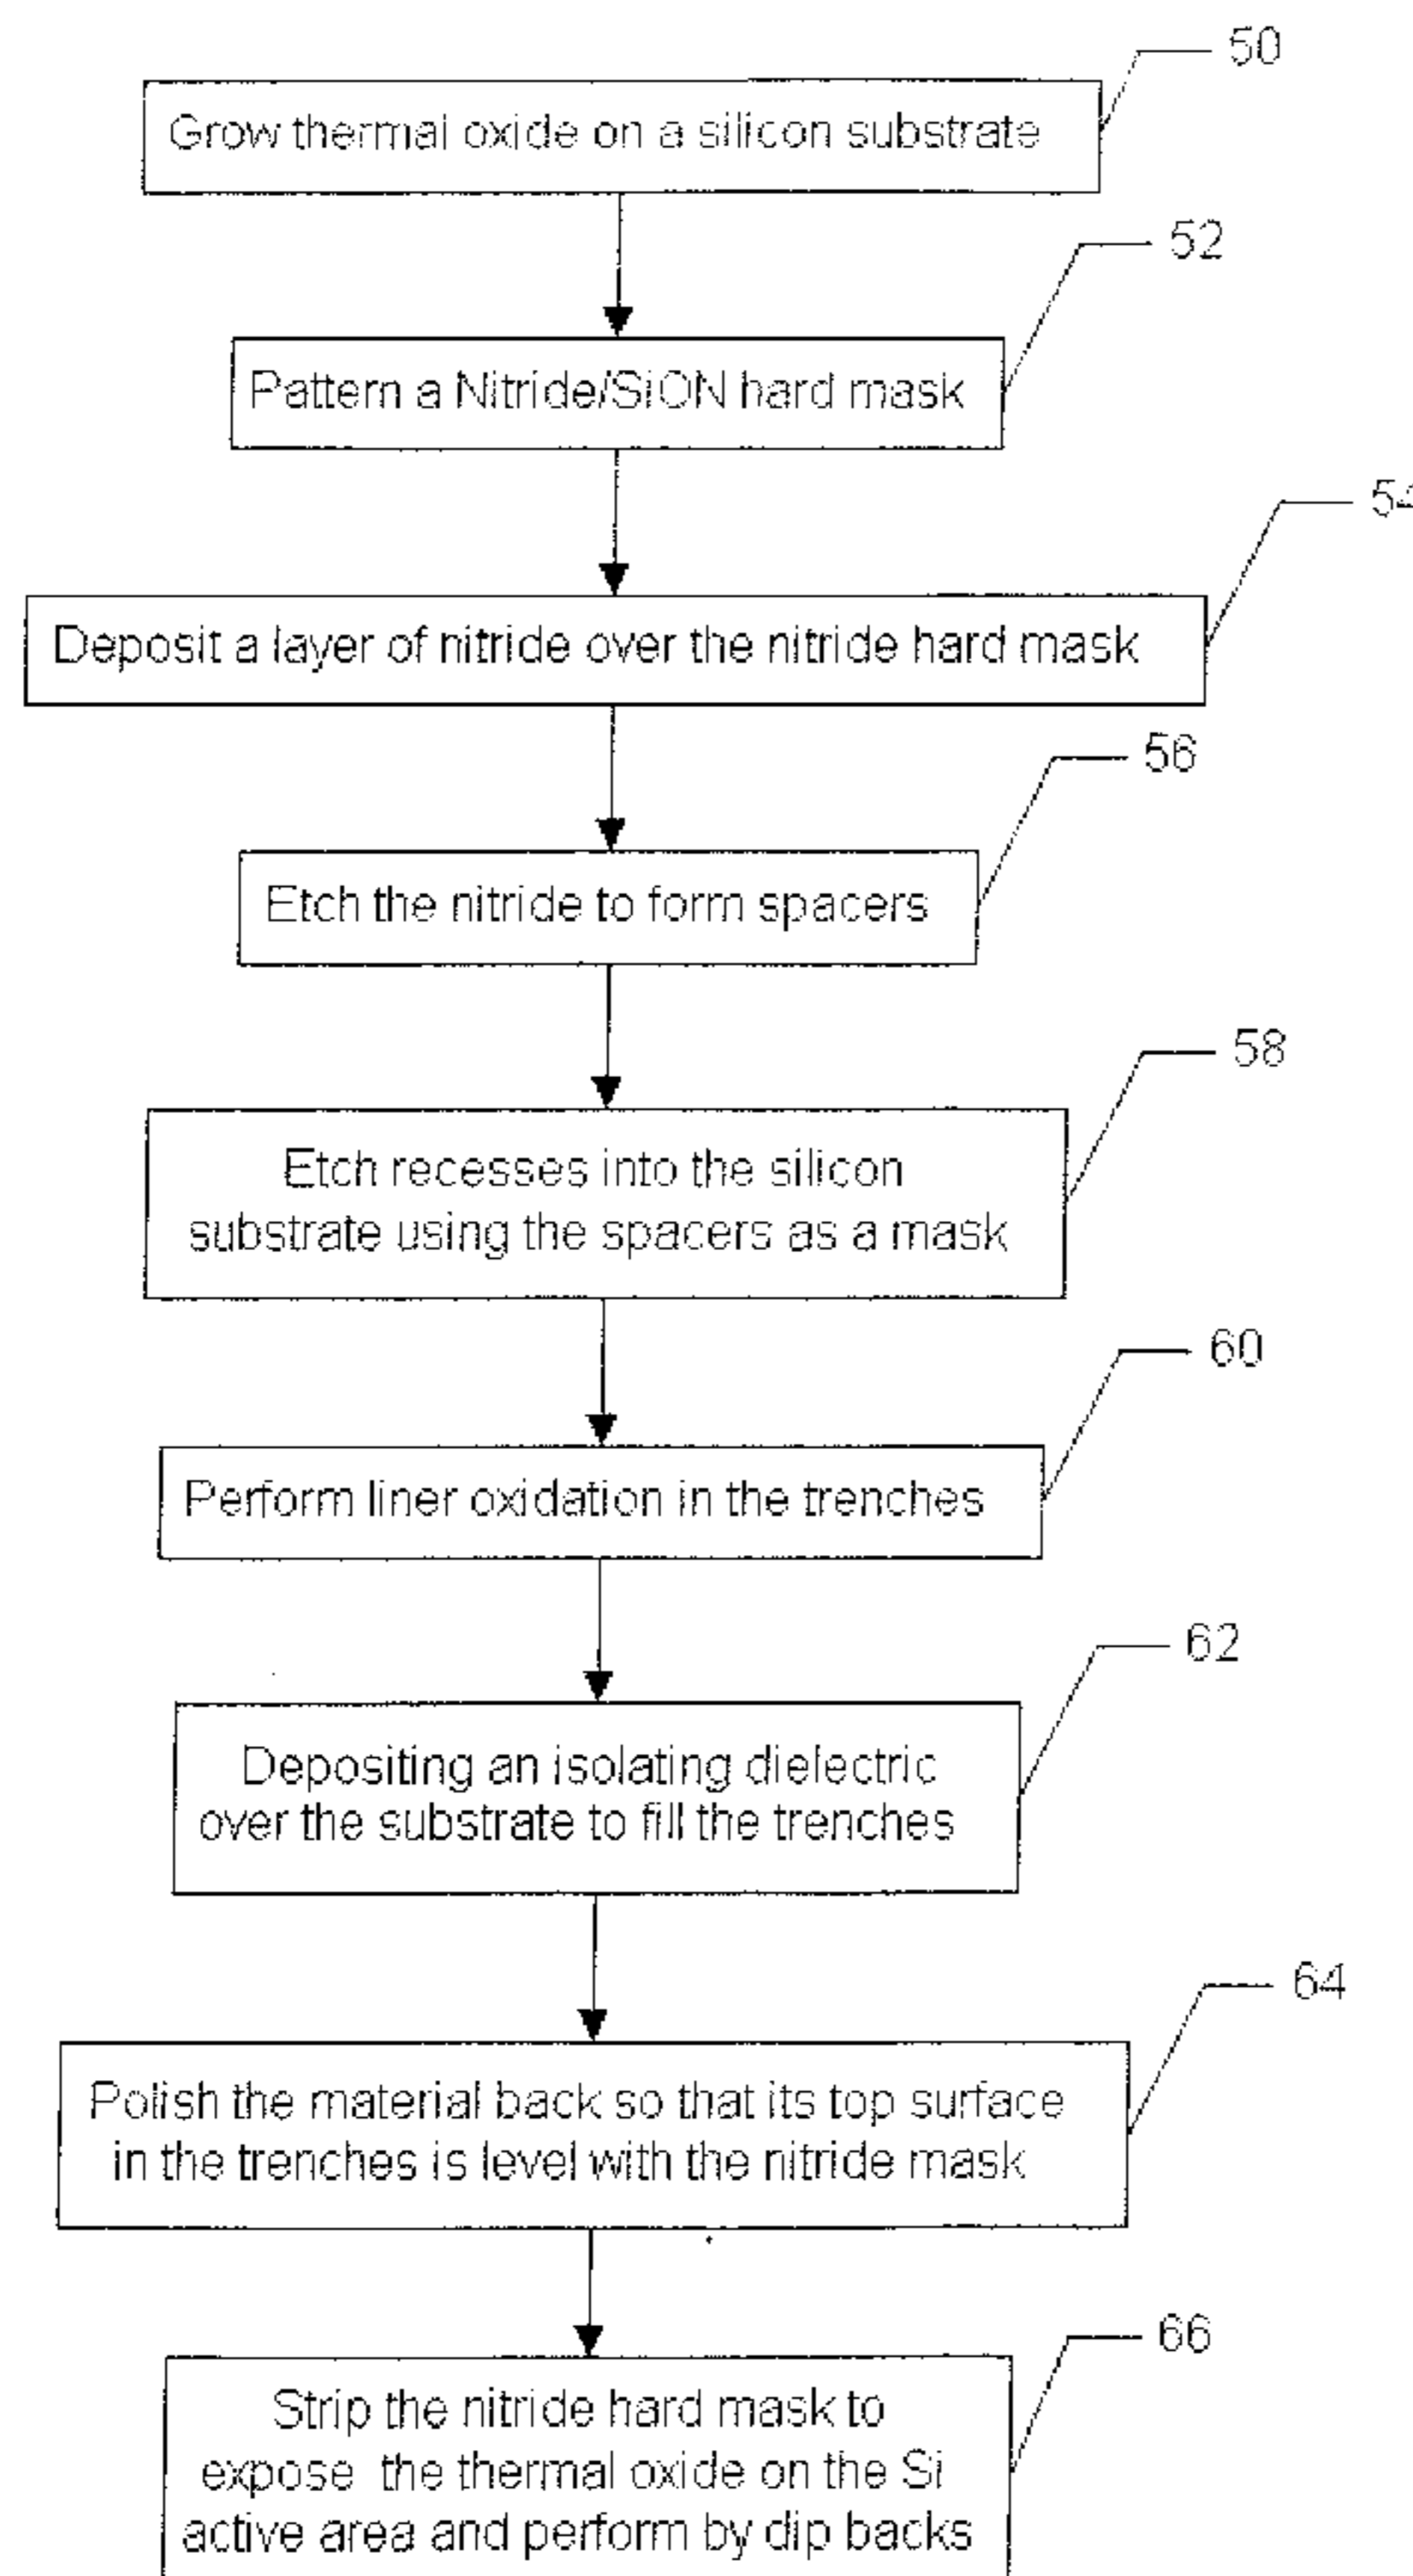 50
Grow thermal oxide on a silicon substrate
52
Pattern a Nitride/SiON hard mask
54
Deposit a layer of nitride over the nitride hard mask
56
Etch the nitride to form spacers
58
Etch recesses into the silicon
substrate using the spacers as a mask
60
Perform liner oxidation in the trenches
62
Depositing an isolating dielectric
over the substrate to fill the trenches
64
Polish the material back so that its top surface
in the trenches is level with the nitride mask
66
Strip the nitride hard mask to
expose the thermal oxide on the Si
active area and perform by dip backs